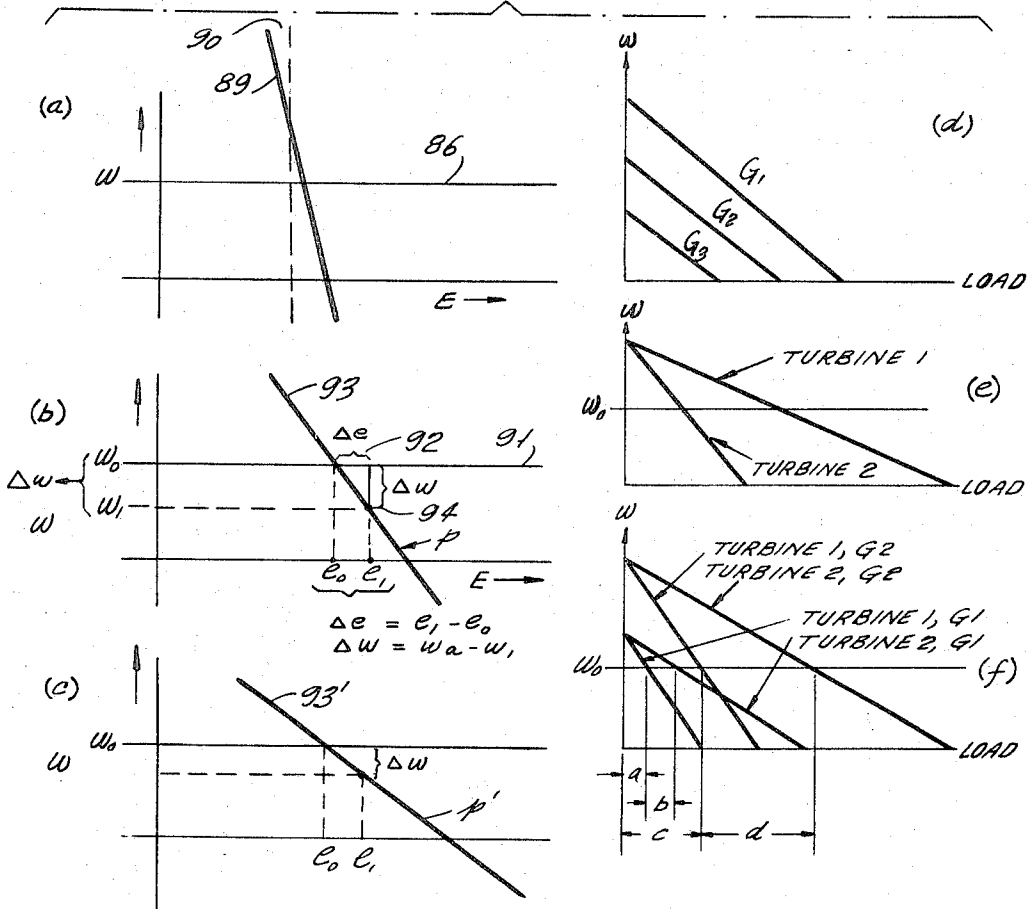 (a)
90
89
86
W
E
(b)
93
Δe
92
91
W₀
Δw
Δw
W₁
W
94
p
e₀
e₁
E
Δe = e₁ - e₀
Δw = wa - w₁
(c)
93'
W₀
W
Δw
p'
e₀
e₁
(d)
w
G₁
G₂
G₃
LOAD
(e)
w
TURBINE 1
W₀
TURBINE 2
LOAD
(f)
w
TURBINE 1, G2
TURBINE 2, G2
TURBINE 1, G1
TURBINE 2, G1
W₀
LOAD
a
b
c
d